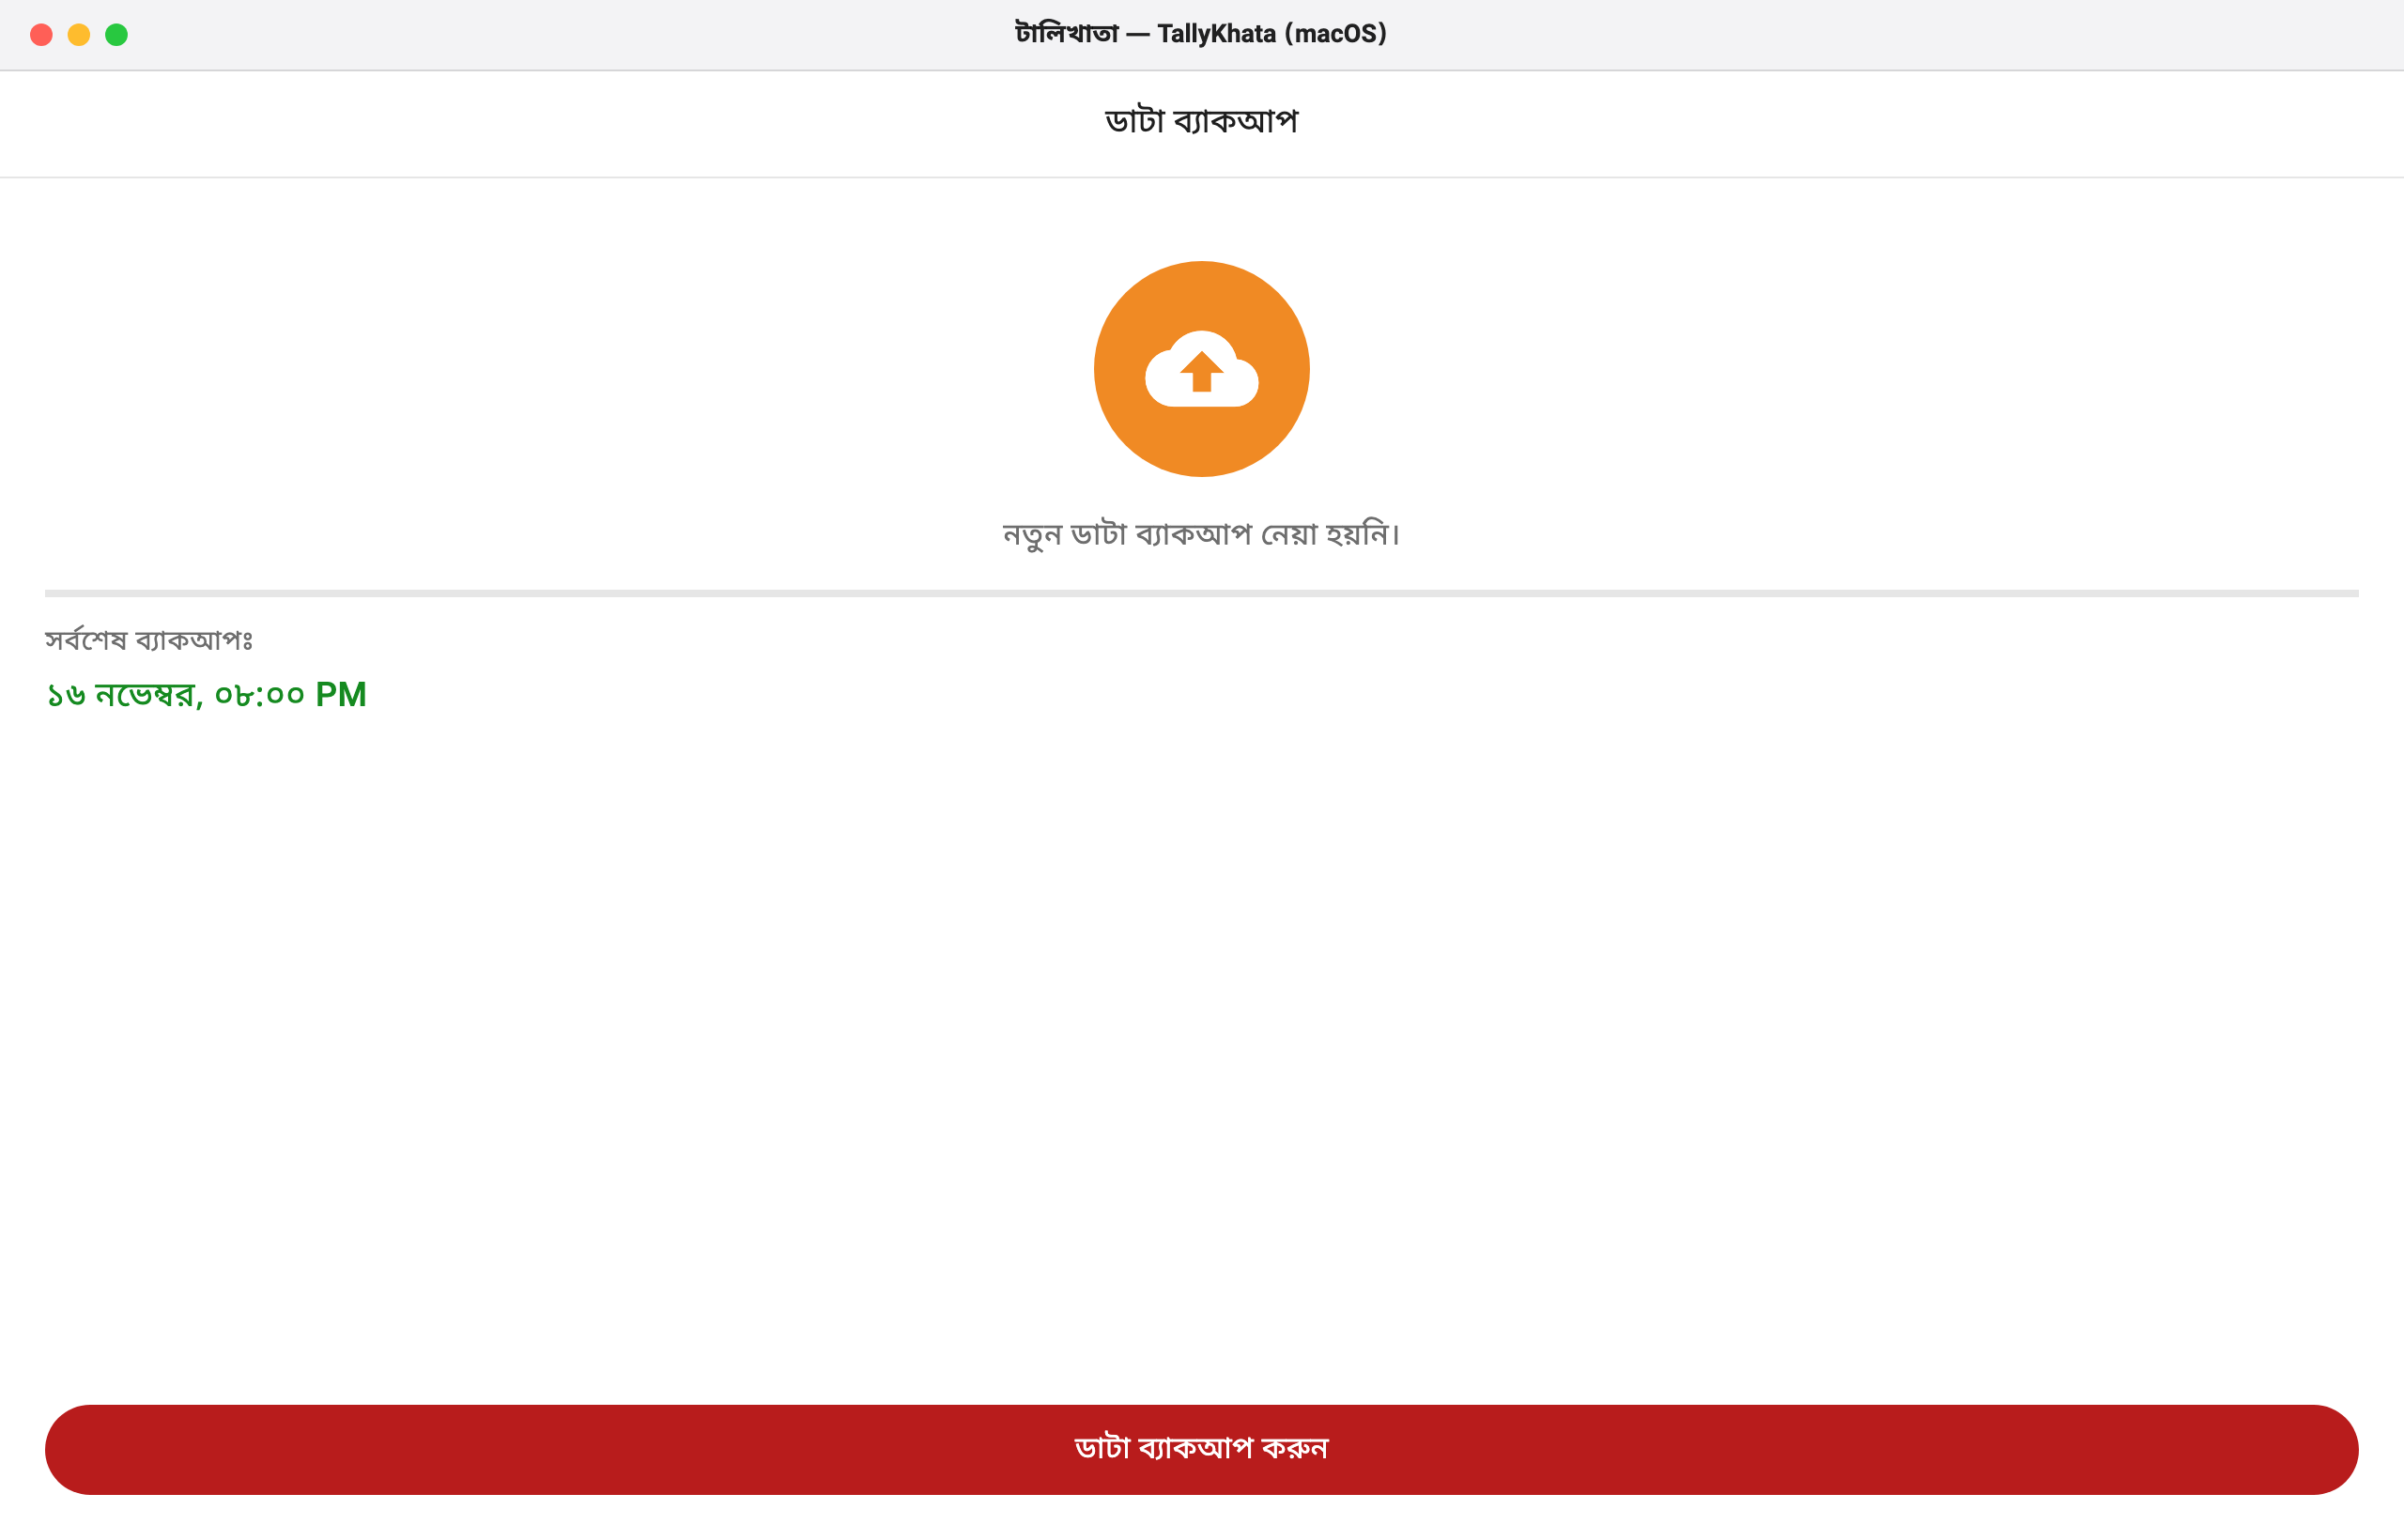 টালিখাতা — TallyKhata (macOS)
ডাটা ব্যাকআপ
নতুন ডাটা ব্যাকআপ নেয়া হয়নি।
সর্বশেষ ব্যাকআপঃ
১৬ নভেম্বর, ০৮:০০ PM
ডাটা ব্যাকআপ করুন